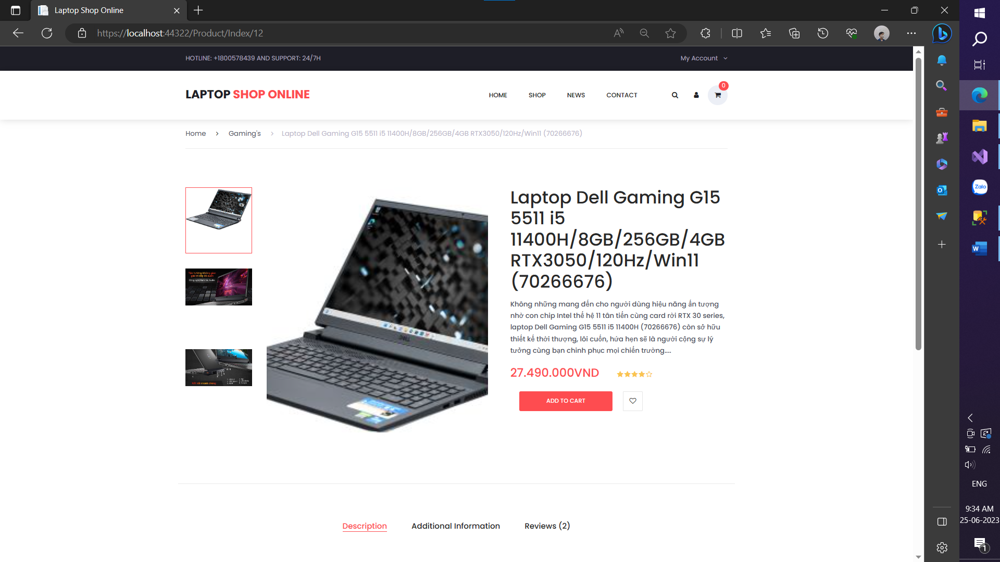 Laptop Shop Online
https://localhost:44322/Product/Index/12
HOTLINE: +1800578439 AND SUPPORT: 24/7H
My Account
LAPTOP SHOP ONLINE
HOME
SHOP
NEWS
CONTACT
0
Home > Gaming's > Laptop Dell Gaming G15 5511 i5 11400H/8GB/256GB/4GB RTX3050/120Hz/Win11 (70266676)
Laptop Dell Gaming G15
5511 i5
11400H/8GB/256GB/4GB
RTX3050/120Hz/Win11
(70266676)
Không những mang đến cho người dùng hiệu năng ấn tượng
nhờ con chip Intel thế hệ 11 tân tiến cùng card rời RTX 30 series,
laptop Dell Gaming G15 5511 i5 11400H (70266676) còn sở hữu
thiết kế thời thượng, lôi cuốn, hứa hẹn sẽ là người cộng sự lý
tưởng cùng bạn chinh phục mọi chiến trường....
27.490.000VND
ADD TO CART
Description
Additional Information
Reviews (2)
Zalo
ENG
9:34 AM
25-06-2023
1